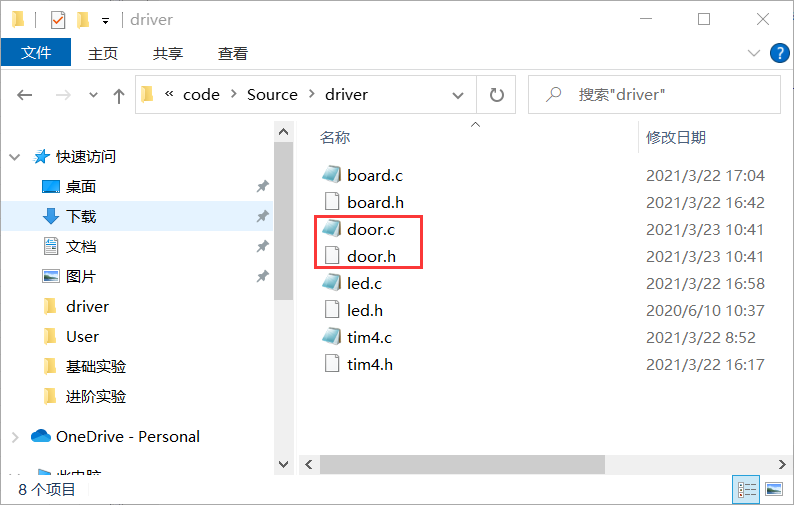 driver
文件 主页 共享 查看
« code > Source > driver 搜索"driver"
快速访问
桌面
下载
文档
图片
driver
User
基础实验
进阶实验
OneDrive - Personal
此电脑
名称 修改日期
board.c 2021/3/22 17:04
board.h 2021/3/22 16:42
door.c 2021/3/23 10:41
door.h 2021/3/23 10:41
led.c 2021/3/22 16:58
led.h 2020/6/10 10:37
tim4.c 2021/3/22 8:52
tim4.h 2021/3/22 16:17
8 个项目